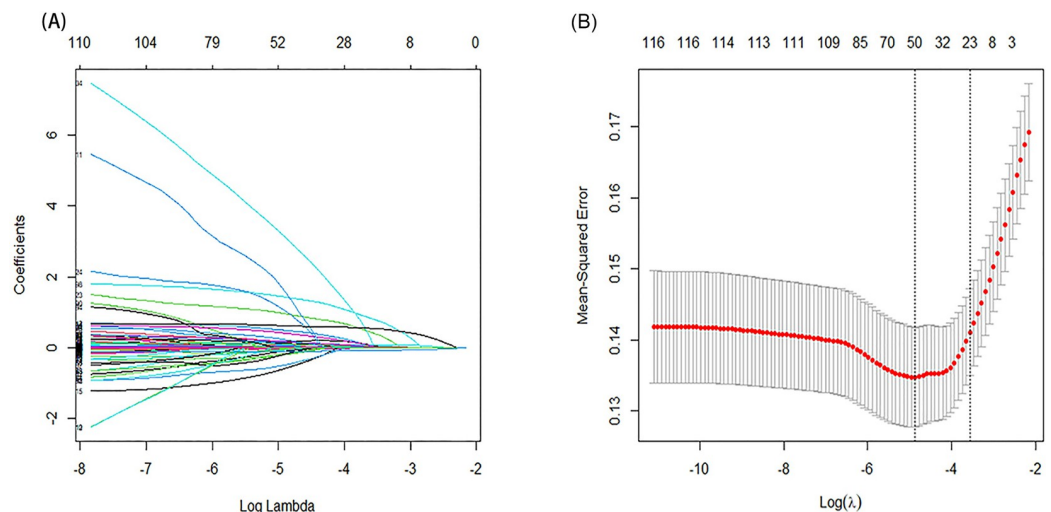 (A)
110 104 79 52 28 8 0
Coefficients
6
4
2
0
-2
-8 -7 -6 -5 -4 -3 -2
Log Lambda
(B)
116 116 114 113 111 109 85 70 50 32 23 8 3
Mean-Squared Error
0.17
0.16
0.15
0.14
0.13
-10 -8 -6 -4 -2
Log(λ)